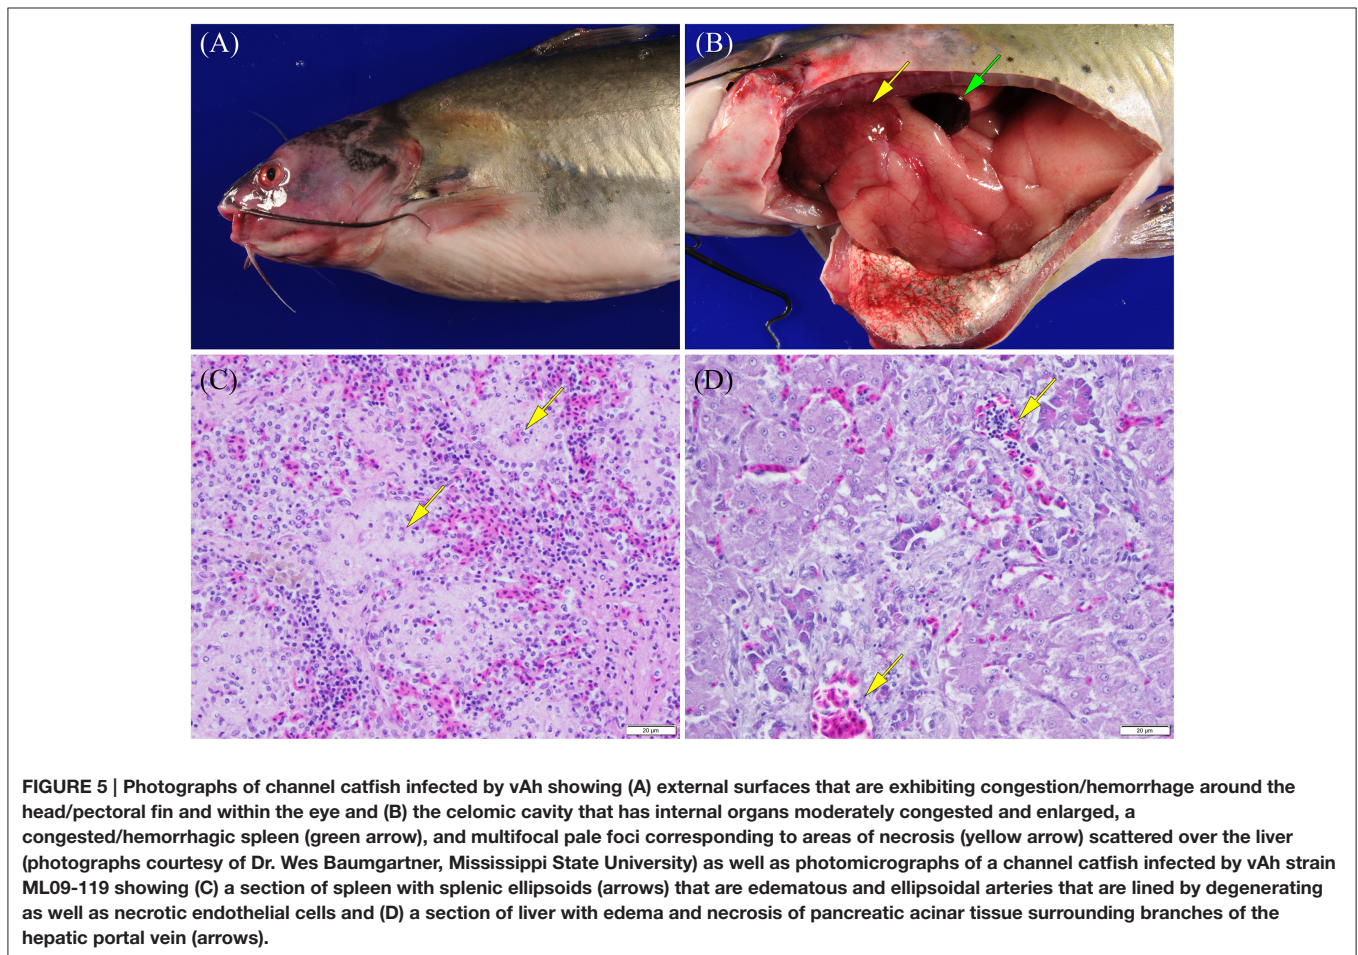 (A)
(B)
(C)
(D)
20 µm
20 µm
FIGURE 5 | Photographs of channel catfish infected by vAh showing (A) external surfaces that are exhibiting congestion/hemorrhage around the
head/pectoral fin and within the eye and (B) the celomic cavity that has internal organs moderately congested and enlarged, a
congested/hemorrhagic spleen (green arrow), and multifocal pale foci corresponding to areas of necrosis (yellow arrow) scattered over the liver
(photographs courtesy of Dr. Wes Baumgartner, Mississippi State University) as well as photomicrographs of a channel catfish infected by vAh strain
ML09-119 showing (C) a section of spleen with splenic ellipsoids (arrows) that are edematous and ellipsoidal arteries that are lined by degenerating
as well as necrotic endothelial cells and (D) a section of liver with edema and necrosis of pancreatic acinar tissue surrounding branches of the
hepatic portal vein (arrows).